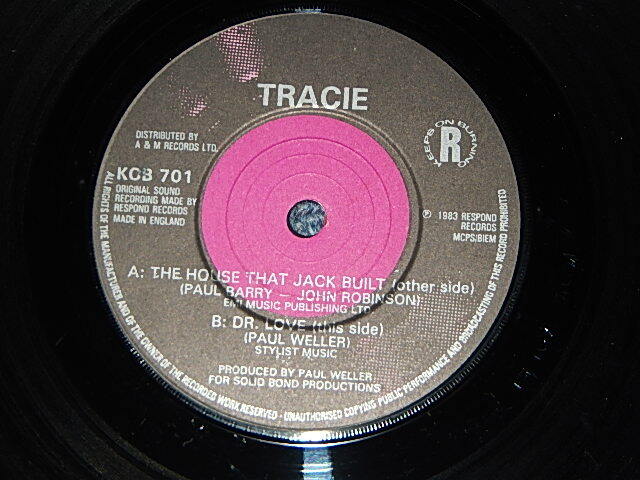 TRACIE
DISTRIBUTED BY
A & M RECORDS LTD.
KEEPS ON BURNING
R
KOB 701
ORIGINAL SOUND
RECORDING MADE BY
RESPOND RECORDS
MADE IN ENGLAND
℗ 1983 RESPOND
RECORDS
MCPS/BIEM
A: THE HOUSE THAT JACK BUILT (other side)
(PAUL BARRY – JOHN ROBINSON)
EMI MUSIC PUBLISHING LTD
B: DR. LOVE (this side)
(PAUL WELLER)
STYLIST MUSIC
PRODUCED BY PAUL WELLER
FOR SOLID BOND PRODUCTIONS
ALL RIGHTS OF THE MANUFACTURER AND OF THE OWNER OF THE RECORDED WORK RESERVED - UNAUTHORISED COPYING PUBLIC PERFORMANCE AND BROADCASTING OF THIS RECORD PROHIBITED